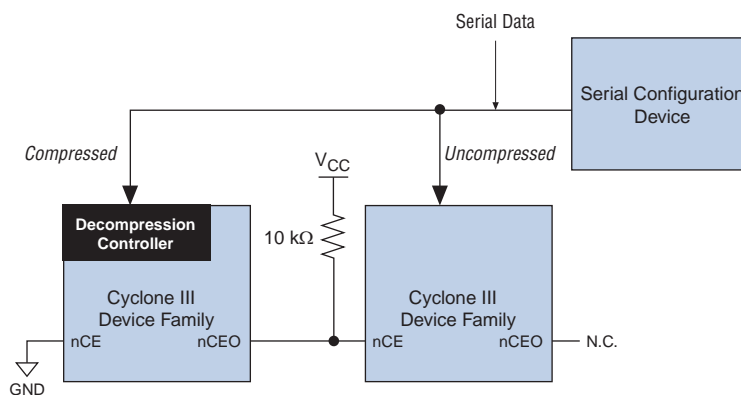 Serial Data
Serial Configuration
Device
Compressed
Uncompressed
VCC
Decompression
Controller
10 kΩ
Cyclone III
Device Family
Cyclone III
Device Family
nCE
nCEO
nCE
nCEO
N.C.
GND